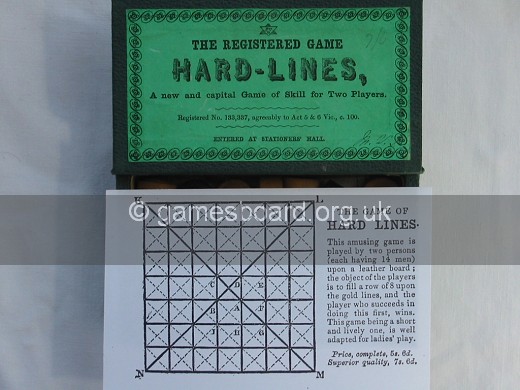 THE REGISTERED GAME
HARD-LINES,
A new and capital Game of Skill for Two Players.
Registered No. 133,337, agreeably to Act 5 & 6 Vic., c. 100.
ENTERED AT STATIONERS' HALL.
© gamesboard.org.uk
L
THE GAME OF
HARD LINES.
This amusing game is
played by two persons
(each having 14 men)
upon a leather board;
the object of the players
is to fill a row of 8 upon
the gold lines, and the
player who succeeds in
doing this first, wins.
This game being a short
and lively one, is well
adapted for ladies' play.
Price, complete, 5s. 6d.
Superior quality, 7s. 6d.
C D E
B A F
I H G
N M